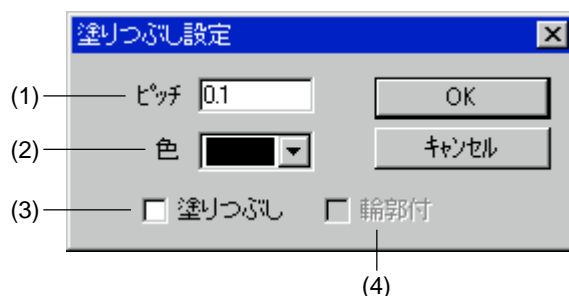 塗りつぶし設定
(1) ﾋﾟｯﾁ 0.1 OK
(2) 色 ｷｬﾝｾﾙ
(3) 塗りつぶし 輪郭付
(4)